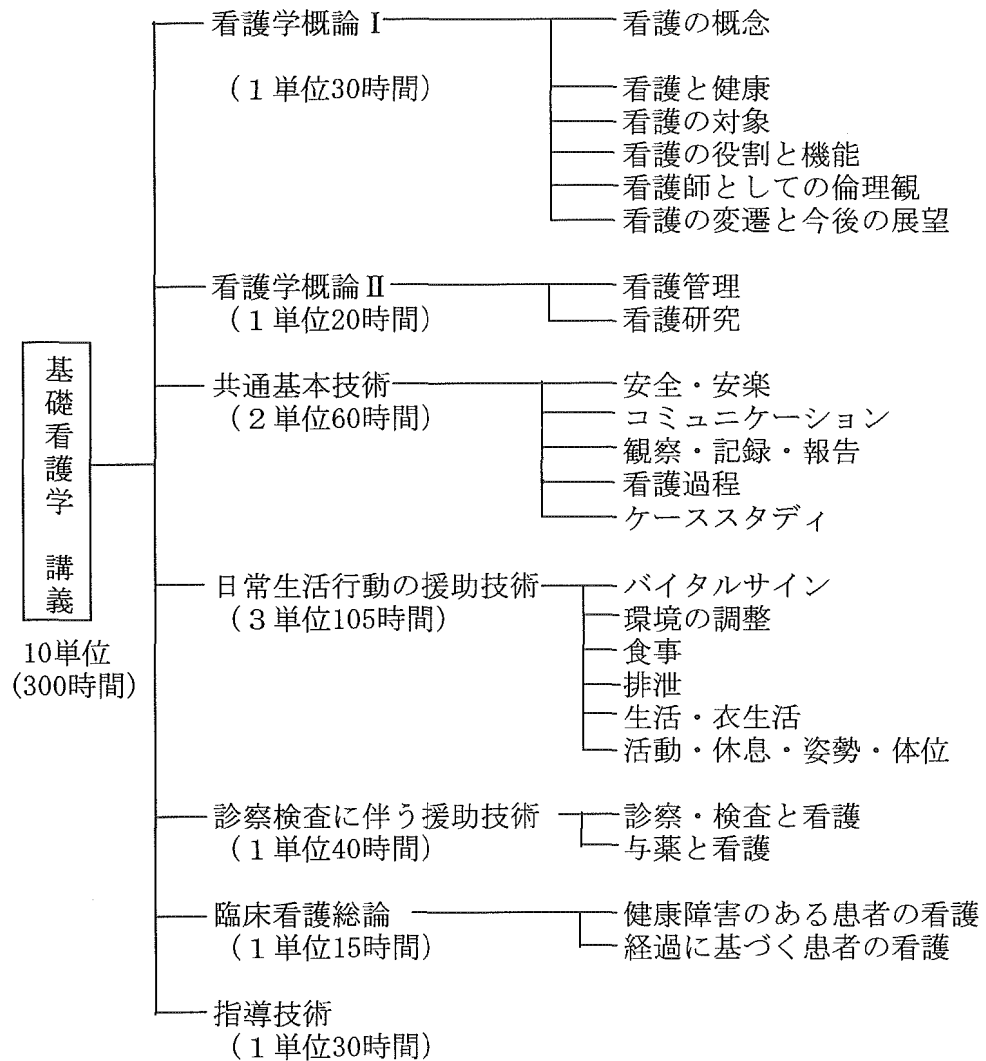 看護学概論Ⅰ
(1単位30時間)
看護の概念
看護と健康
看護の対象
看護の役割と機能
看護師としての倫理観
看護の変遷と今後の展望
看護学概論Ⅱ
(1単位20時間)
看護管理
看護研究
基礎看護学 講義
10単位
(300時間)
共通基本技術
(2単位60時間)
安全・安楽
コミュニケーション
観察・記録・報告
看護過程
ケーススタディ
日常生活行動の援助技術
(3単位105時間)
バイタルサイン
環境の調整
食事
排泄
生活・衣生活
活動・休息・姿勢・体位
診察検査に伴う援助技術
(1単位40時間)
診察・検査と看護
与薬と看護
臨床看護総論
(1単位15時間)
健康障害のある患者の看護
経過に基づく患者の看護
指導技術
(1単位30時間)